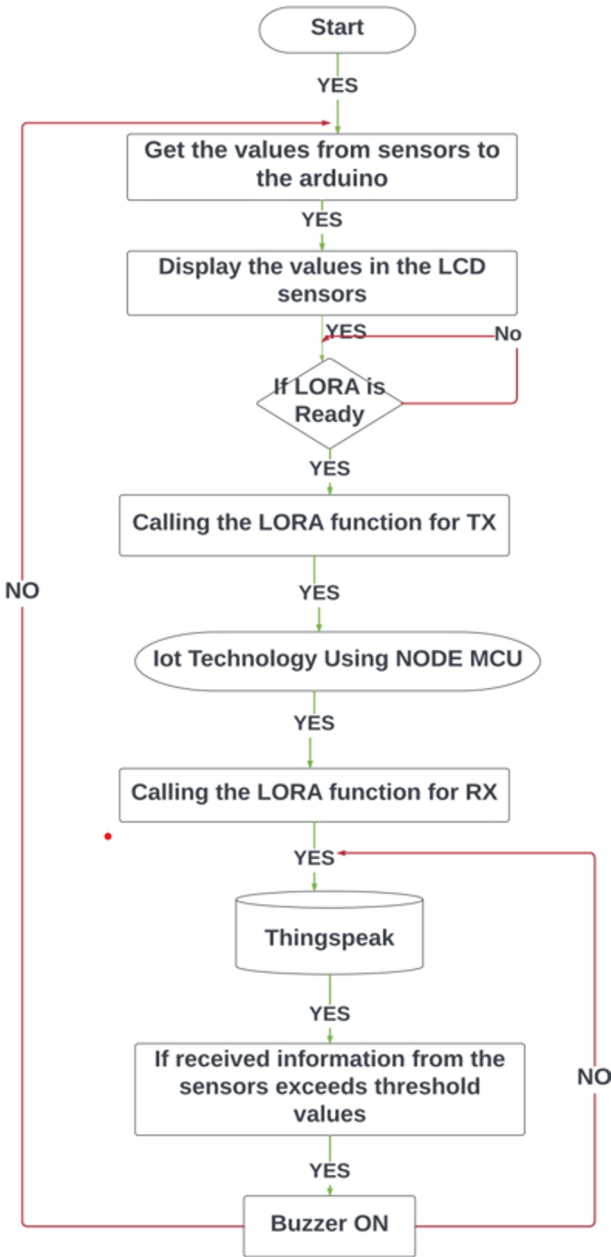 Start
YES
Get the values from sensors to
the arduino
YES
Display the values in the LCD
sensors
YES
No
If LORA is
Ready
YES
Calling the LORA function for TX
NO
YES
Iot Technology Using NODE MCU
YES
Calling the LORA function for RX
YES
Thingspeak
YES
If received information from the
sensors exceeds threshold
values
NO
YES
Buzzer ON